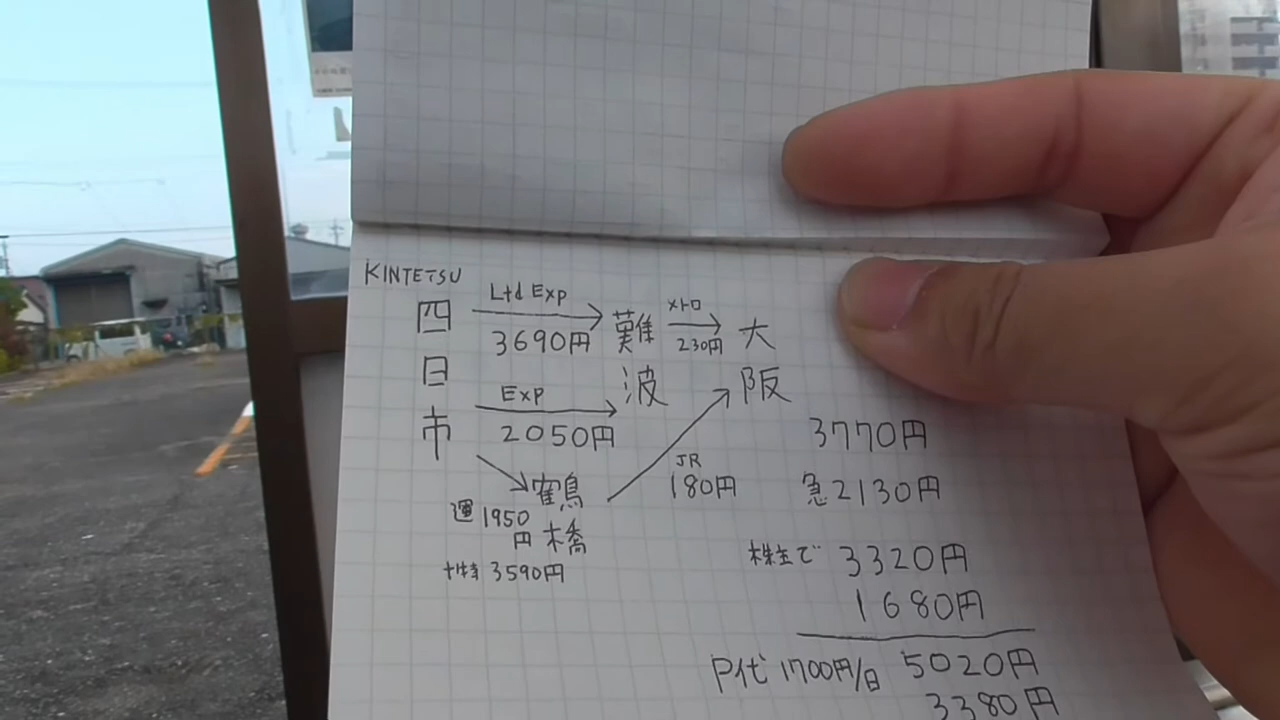 KINTETSU
四日市
Ltd Exp
3690円
難波
メトロ
230円
大阪
Exp
2050円
鶴橋
運 1950円
+特 3590円
JR
180円
3770円
急2130円
株主で 3320円
1680円
P代 1700円/日 5020円
3380円